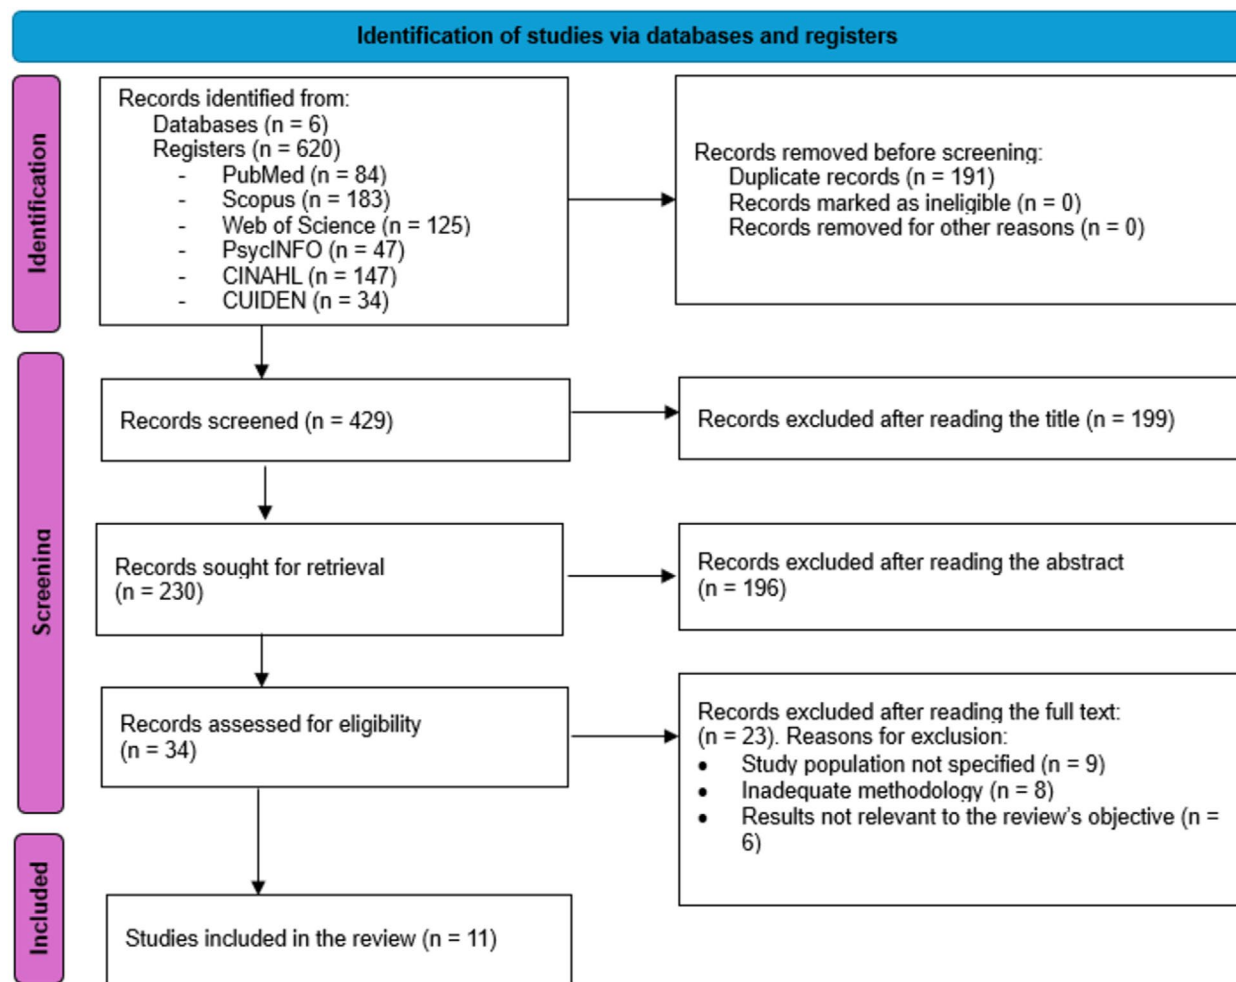 Identification of studies via databases and registers
Identification
Records identified from:
Databases (n = 6)
Registers (n = 620)
- PubMed (n = 84)
- Scopus (n = 183)
- Web of Science (n = 125)
- PsycINFO (n = 47)
- CINAHL (n = 147)
- CUIDEN (n = 34)
Records removed before screening:
Duplicate records (n = 191)
Records marked as ineligible (n = 0)
Records removed for other reasons (n = 0)
Screening
Records screened (n = 429)
Records excluded after reading the title (n = 199)
Records sought for retrieval
(n = 230)
Records excluded after reading the abstract
(n = 196)
Records assessed for eligibility
(n = 34)
Records excluded after reading the full text:
(n = 23). Reasons for exclusion:
• Study population not specified (n = 9)
• Inadequate methodology (n = 8)
• Results not relevant to the review's objective (n =
6)
Included
Studies included in the review (n = 11)